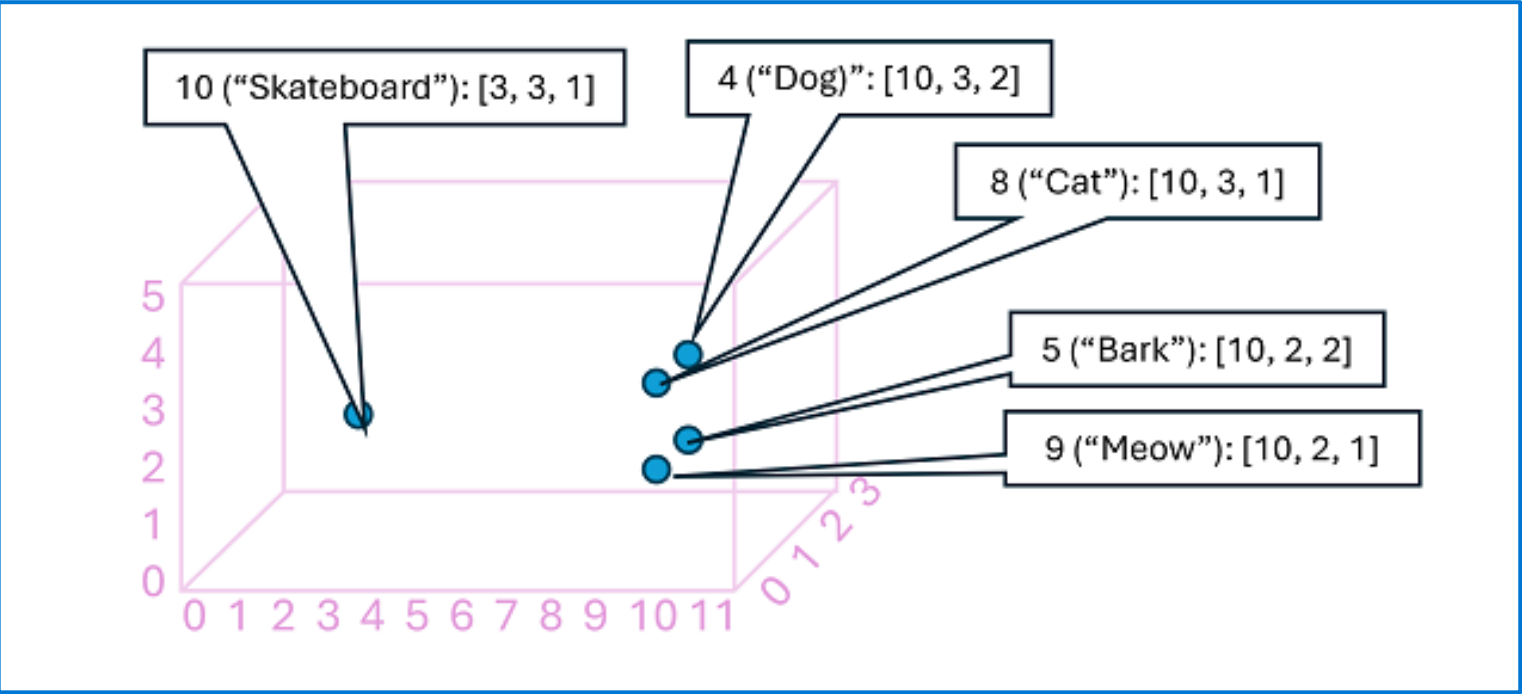 10 (“Skateboard”): [3, 3, 1]
4 (“Dog)”: [10, 3, 2]
8 (“Cat”): [10, 3, 1]
5 (“Bark”): [10, 2, 2]
9 (“Meow”): [10, 2, 1]
5
4
3
2
1
0
0 1 2 3 4 5 6 7 8 9 10 11
0 1 2 3